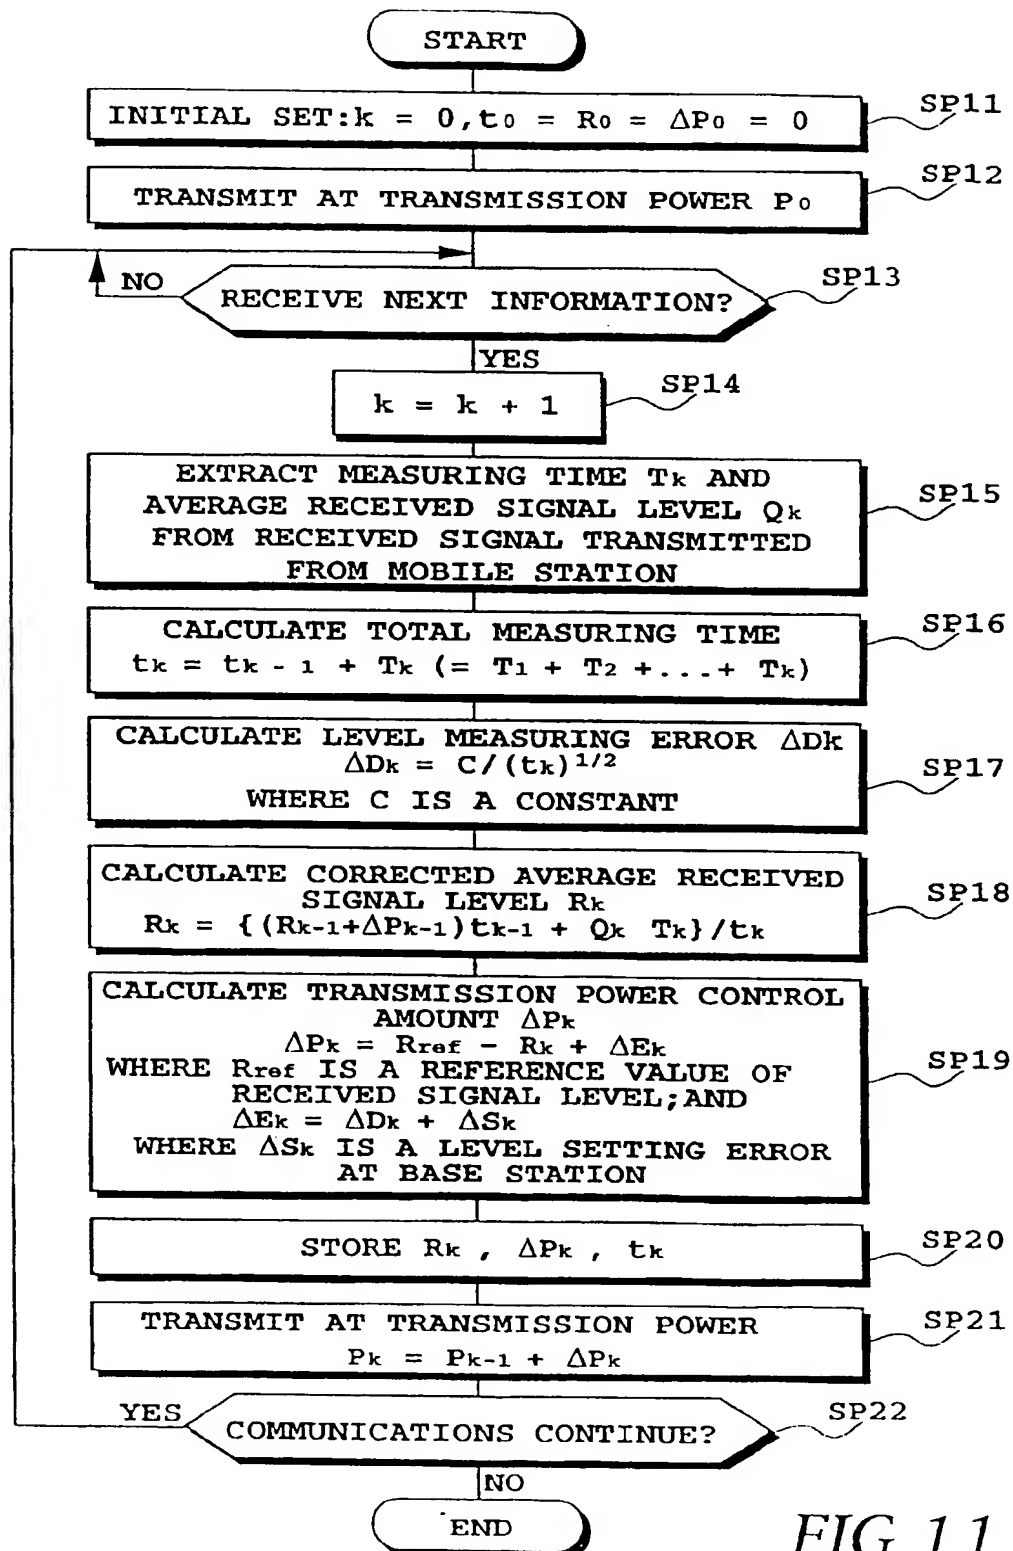 START
INITIAL SET:k = 0,t0 = R0 = ΔP0 = 0
SP11
TRANSMIT AT TRANSMISSION POWER P0
SP12
NO
RECEIVE NEXT INFORMATION?
SP13
YES
k = k + 1
SP14
EXTRACT MEASURING TIME Tk AND
AVERAGE RECEIVED SIGNAL LEVEL Qk
FROM RECEIVED SIGNAL TRANSMITTED
FROM MOBILE STATION
SP15
CALCULATE TOTAL MEASURING TIME
tk = tk - 1 + Tk (= T1 + T2 +...+ Tk)
SP16
CALCULATE LEVEL MEASURING ERROR ΔDk
ΔDk = C/(tk)1/2
WHERE C IS A CONSTANT
SP17
CALCULATE CORRECTED AVERAGE RECEIVED
SIGNAL LEVEL Rk
Rk = {(Rk-1+ΔPk-1)tk-1 + Qk Tk}/tk
SP18
CALCULATE TRANSMISSION POWER CONTROL
AMOUNT ΔPk
ΔPk = Rref - Rk + ΔEk
WHERE Rref IS A REFERENCE VALUE OF
RECEIVED SIGNAL LEVEL;AND
ΔEk = ΔDk + ΔSk
WHERE ΔSk IS A LEVEL SETTING ERROR
AT BASE STATION
SP19
STORE Rk , ΔPk , tk
SP20
TRANSMIT AT TRANSMISSION POWER
Pk = Pk-1 + ΔPk
SP21
YES
COMMUNICATIONS CONTINUE?
SP22
NO
END
FIG. 11